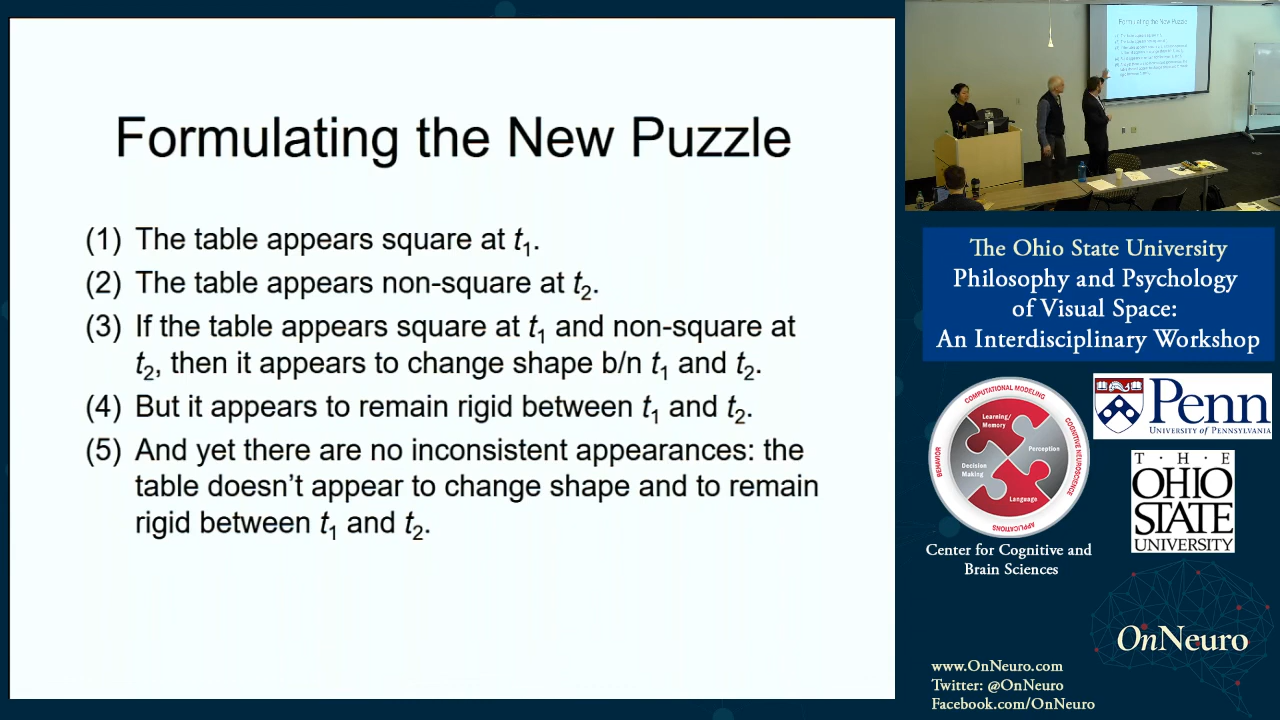 Formulating the New Puzzle
(1) The table appears square at t1.
(2) The table appears non-square at t2.
(3) If the table appears square at t1 and non-square at
t2, then it appears to change shape b/n t1 and t2.
(4) But it appears to remain rigid between t1 and t2.
(5) And yet there are no inconsistent appearances: the
table doesn’t appear to change shape and to remain
rigid between t1 and t2.
Formulating the New Puzzle
The Ohio State University
Philosophy and Psychology
of Visual Space:
An Interdisciplinary Workshop
COMPUTATIONAL MODELING
COGNITIVE NEUROSCIENCE
APPLICATIONS
BEHAVIOR
Learning/
Memory
Perception
Decision
Making
Language
Center for Cognitive and
Brain Sciences
Penn
UNIVERSITY of PENNSYLVANIA
T · H · E
OHIO
STATE
UNIVERSITY
OnNeuro
www.OnNeuro.com
Twitter: @OnNeuro
Facebook.com/OnNeuro